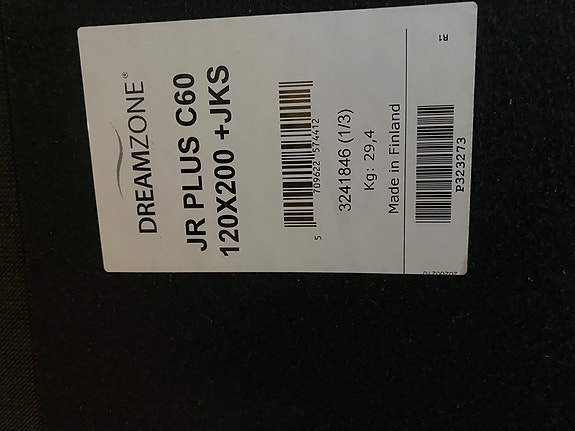 DREAMZONE®
JR PLUS C60
120X200 +JKS
5 709622 574412
3241846 (1/3)
Kg: 29,4
Made in Finland
P323273
R1
20200210